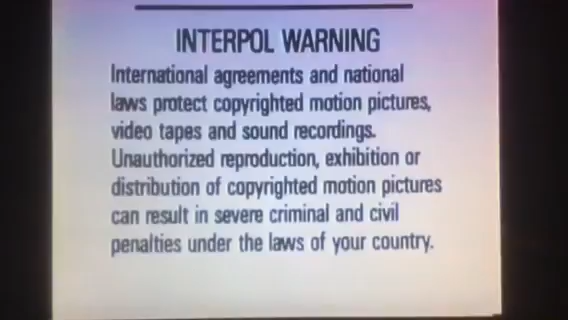 INTERPOL WARNING
International agreements and national
laws protect copyrighted motion pictures,
video tapes and sound recordings.
Unauthorized reproduction, exhibition or
distribution of copyrighted motion pictures
can result in severe criminal and civil
penalties under the laws of your country.